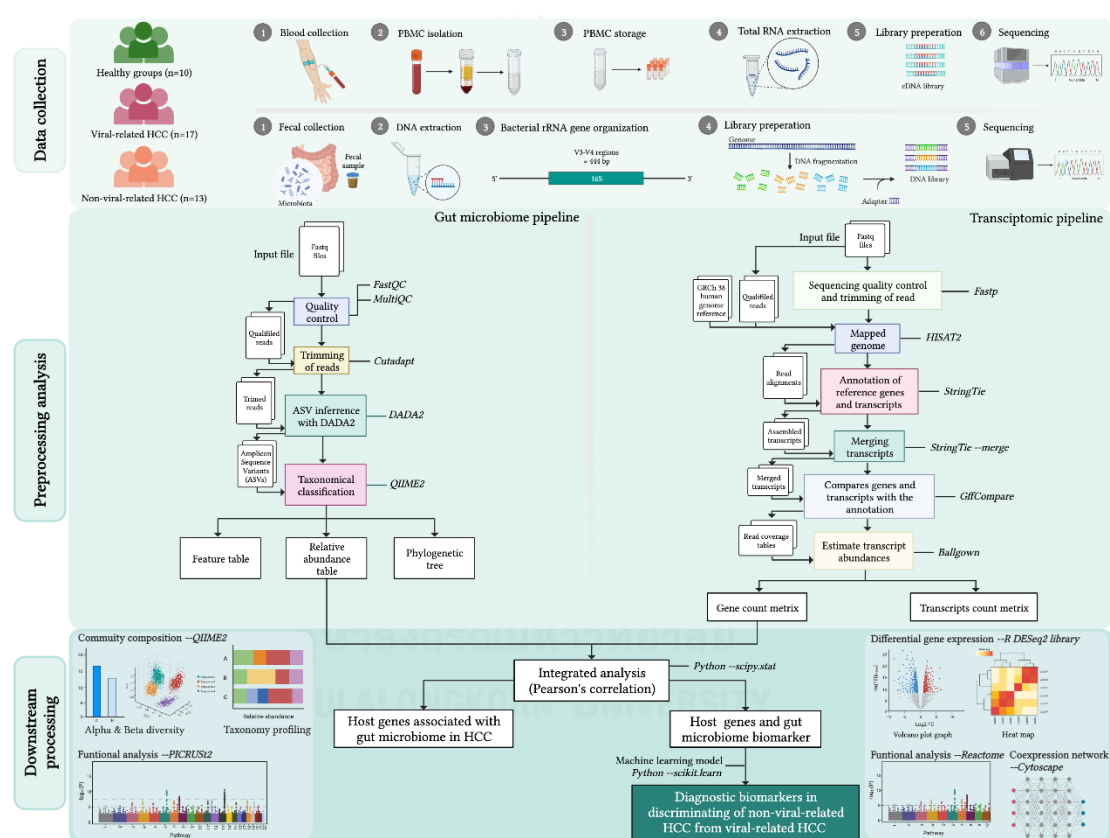 Data collection
Healthy groups (n=10)
Viral-related HCC (n=17)
Non-viral-related HCC (n=13)
1 Blood collection
2 PBMC isolation
3 PBMC storage
4 Total RNA extraction
5 Library preperation
cDNA library
6 Sequencing
1 Fecal collection
Fecal
sample
Microbiota
2 DNA extraction
3 Bacterial rRNA gene organization
V3-V4 regions
≈ 444 bp
5'
16S
3'
4 Library preperation
Genome
DNA fragmentation
Adapter
DNA library
5 Sequencing
Preprocessing analysis
Gut microbiome pipeline
Input file
Fastq
files
FastQC
MultiQC
Quality
control
Qualifiled
reads
Trimming
of reads
Cutadapt
Trimed
reads
ASV inferrence
with DADA2
DADA2
Amplicon
Sequence
Variants
(ASVs)
Taxonomical
classification
QIIME2
Feature table
Relative
abundance
table
Phylogenetic
tree
Transciptomic pipeline
Input file
Fastq
files
GRCh 38
human
genome
reference
Qualifiled
reads
Sequencing quality control
and trimming of read
Fastp
Mapped
genome
HISAT2
Read
alignments
Annotation of
reference genes
and transcripts
StringTie
Assembled
transcripts
Merging
transcripts
StringTie --merge
Merged
transcripts
Compares genes and
transcripts with the
annotation
GffCompare
Read coverage
tables
Estimate transcript
abundances
Ballgown
Gene count metrix
Transcripts count metrix
Downstream
processing
Commuity composition --QIIME2
A
B
C
Alpha & Beta diversity
Relative abundance
Taxonomy profiling
Funtional analysis --PICRUSt2
-log₁₀(P)
Pathway
Integrated analysis
(Pearson's correlation)
Python --scipy.stat
Host genes associated with
gut microbiome in HCC
Host genes and gut
microbiome biomarker
Machine learning model
Python --scikit.learn
Diagnostic biomarkers in
discriminating of non-viral-related
HCC from viral-related HCC
Differential gene expression --R DESeq2 library
Volcano plot graph
Heat map
Funtional analysis --Reactome
-log₁₀(P)
Pathway
Coexpression network
--Cytoscape